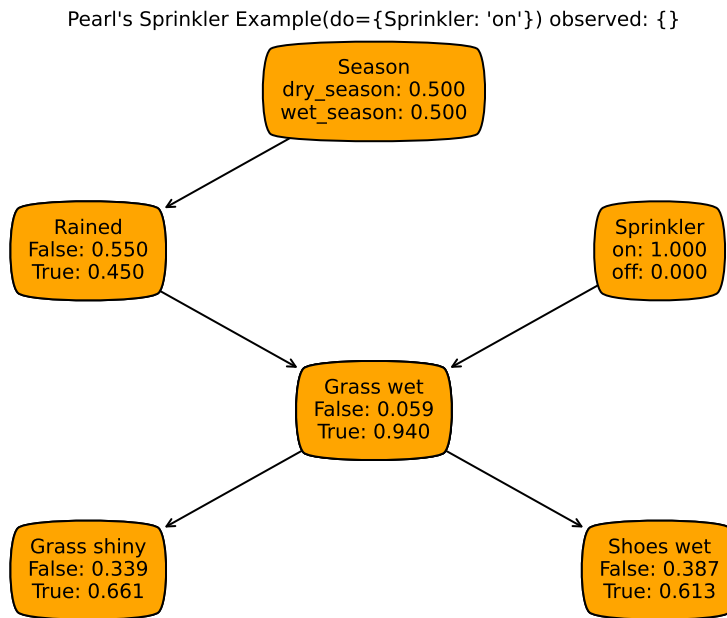 Pearl's Sprinkler Example(do={Sprinkler: 'on'}) observed: {}
Season
dry_season: 0.500
wet_season: 0.500
Rained
False: 0.550
True: 0.450
Sprinkler
on: 1.000
off: 0.000
Grass wet
False: 0.059
True: 0.940
Grass shiny
False: 0.339
True: 0.661
Shoes wet
False: 0.387
True: 0.613